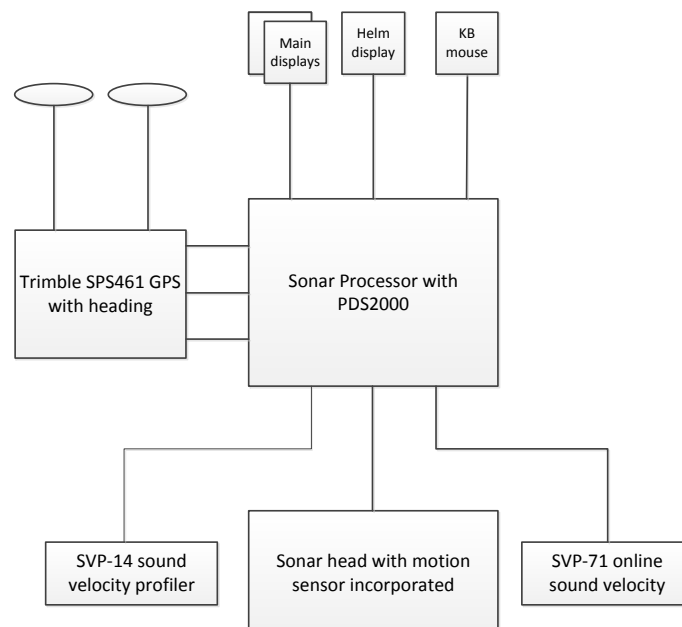 Main
displays
Helm
display
KB
mouse
Trimble SPS461 GPS
with heading
Sonar Processor with
PDS2000
SVP-14 sound
velocity profiler
Sonar head with motion
sensor incorporated
SVP-71 online
sound velocity